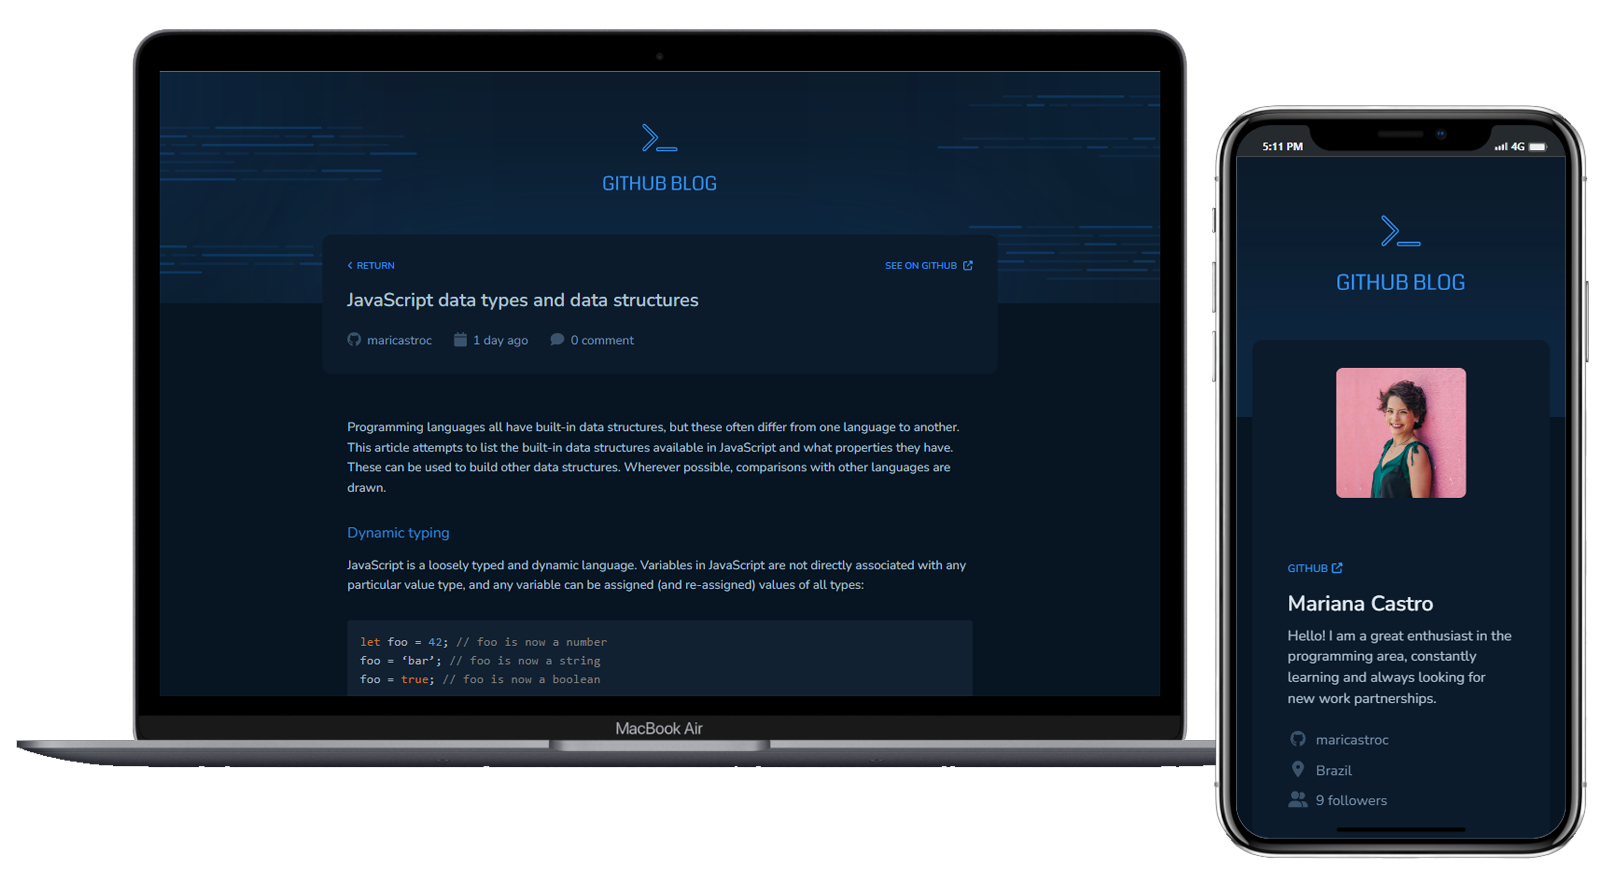 GITHUB BLOG
RETURN
SEE ON GITHUB
JavaScript data types and data structures
maricastroc 1 day ago 0 comment
Programming languages all have built-in data structures, but these often differ from one language to another.
This article attempts to list the built-in data structures available in JavaScript and what properties they have.
These can be used to build other data structures. Wherever possible, comparisons with other languages are
drawn.
Dynamic typing
JavaScript is a loosely typed and dynamic language. Variables in JavaScript are not directly associated with any
particular value type, and any variable can be assigned (and re-assigned) values of all types:
let foo = 42; // foo is now a number
foo = ‘bar’; // foo is now a string
foo = true; // foo is now a boolean
MacBook Air
5:11 PM 4G
GITHUB BLOG
GITHUB
Mariana Castro
Hello! I am a great enthusiast in the
programming area, constantly
learning and always looking for
new work partnerships.
maricastroc
Brazil
9 followers